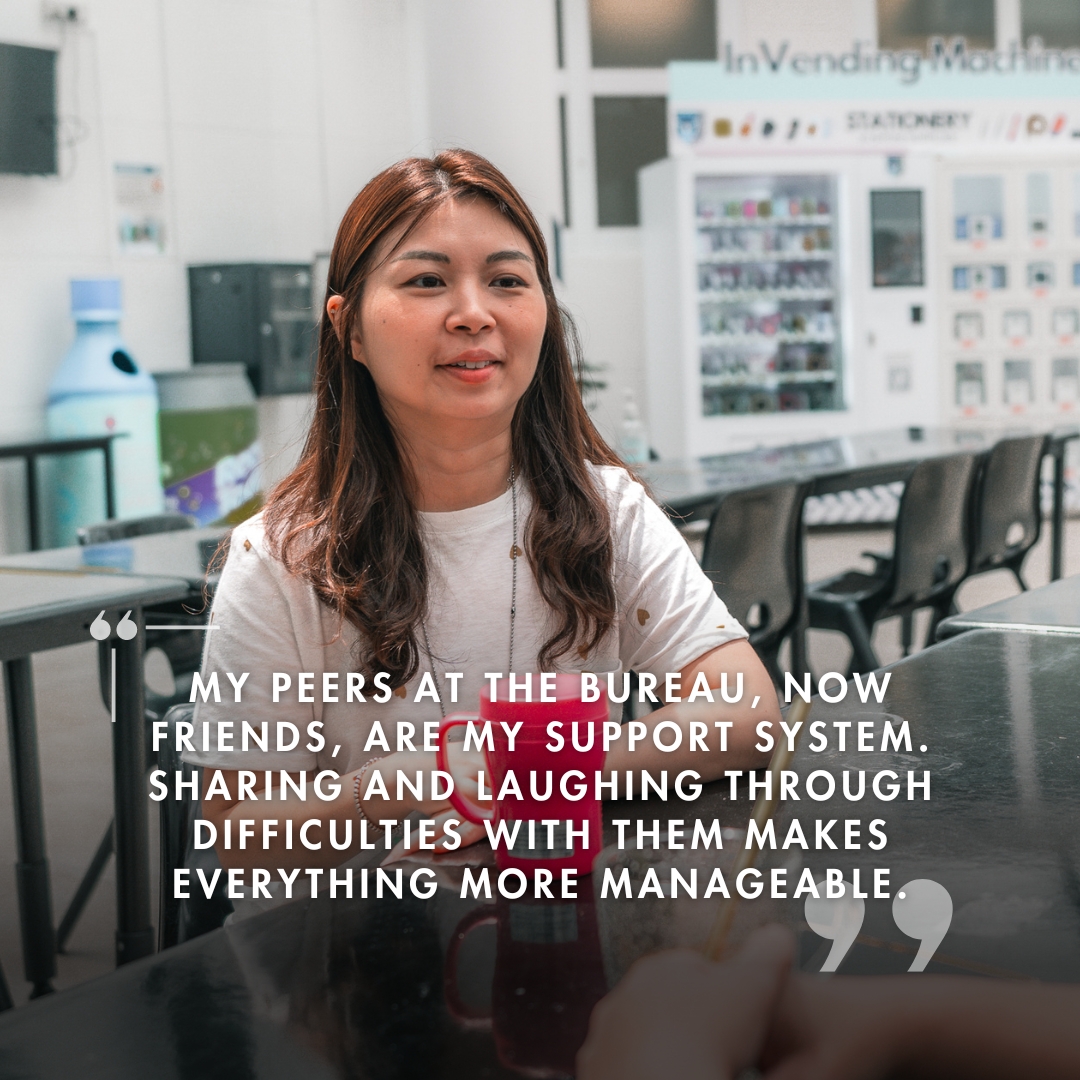 InVending Machine
STATIONERY
“
MY PEERS AT THE BUREAU, NOW
FRIENDS, ARE MY SUPPORT SYSTEM.
SHARING AND LAUGHING THROUGH
DIFFICULTIES WITH THEM MAKES
EVERYTHING MORE MANAGEABLE.
”